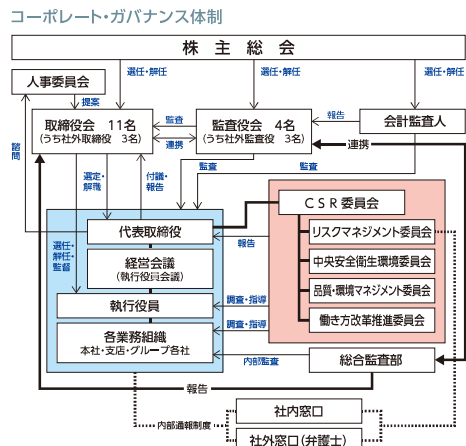 コーポレート・ガバナンス体制
株主総会
人事委員会
選任・解任
選任・解任
選任・解任
提案
取締役会 11名
(うち社外取締役 3名)
監査
連携
監査役会 4名
(うち社外監査役 3名)
報告
会計監査人
連携
諮問
選定・
解職
付議・
報告
監査
監査
CSR委員会
代表取締役
報告
リスクマネジメント委員会
選任・
解任・
監督
経営会議
(執行役員会議)
中央安全衛生環境委員会
執行役員
調査・指導
品質・環境マネジメント委員会
調査・指導
働き方改革推進委員会
各業務組織
本社・支店・グループ各社
内部監査
総合監査部
報告
内部通報制度
社内窓口
社外窓口(弁護士)